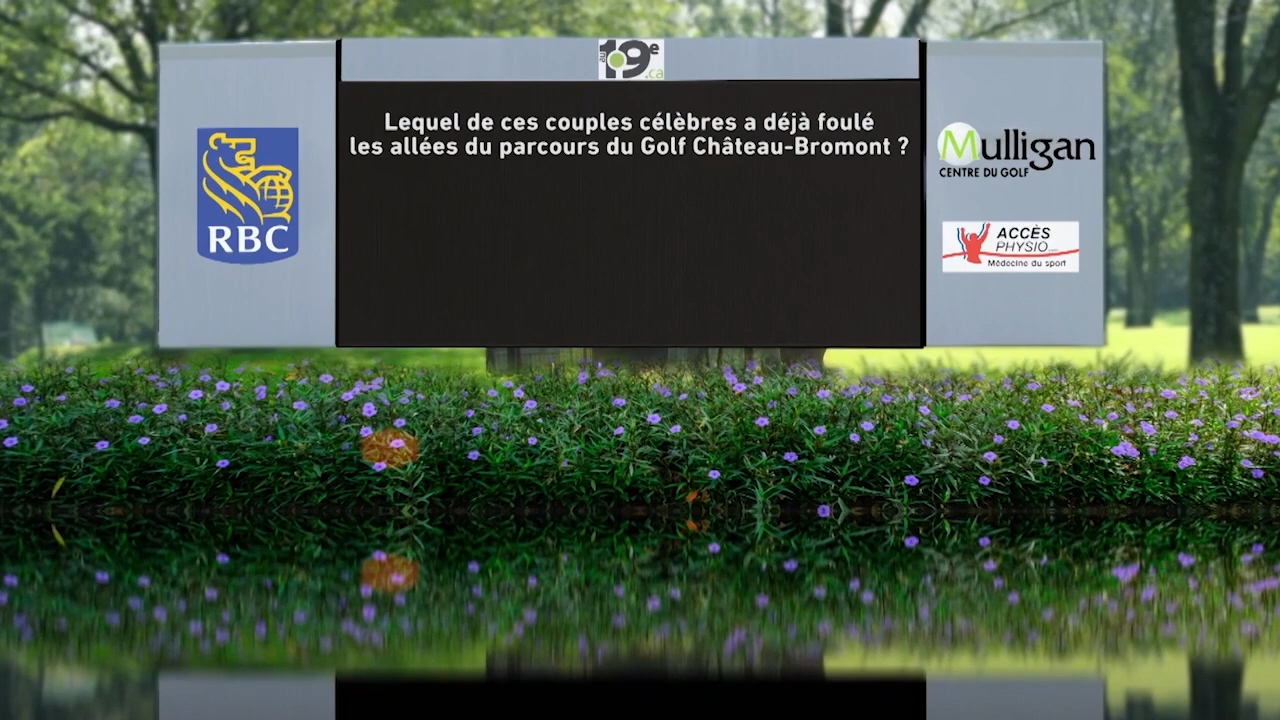 au 19e.ca
Lequel de ces couples célèbres a déjà foulé
les allées du parcours du Golf Château-Bromont ?
RBC
Mulligan
CENTRE DU GOLF
ACCÈS
PHYSIO.com
Médecine du sport